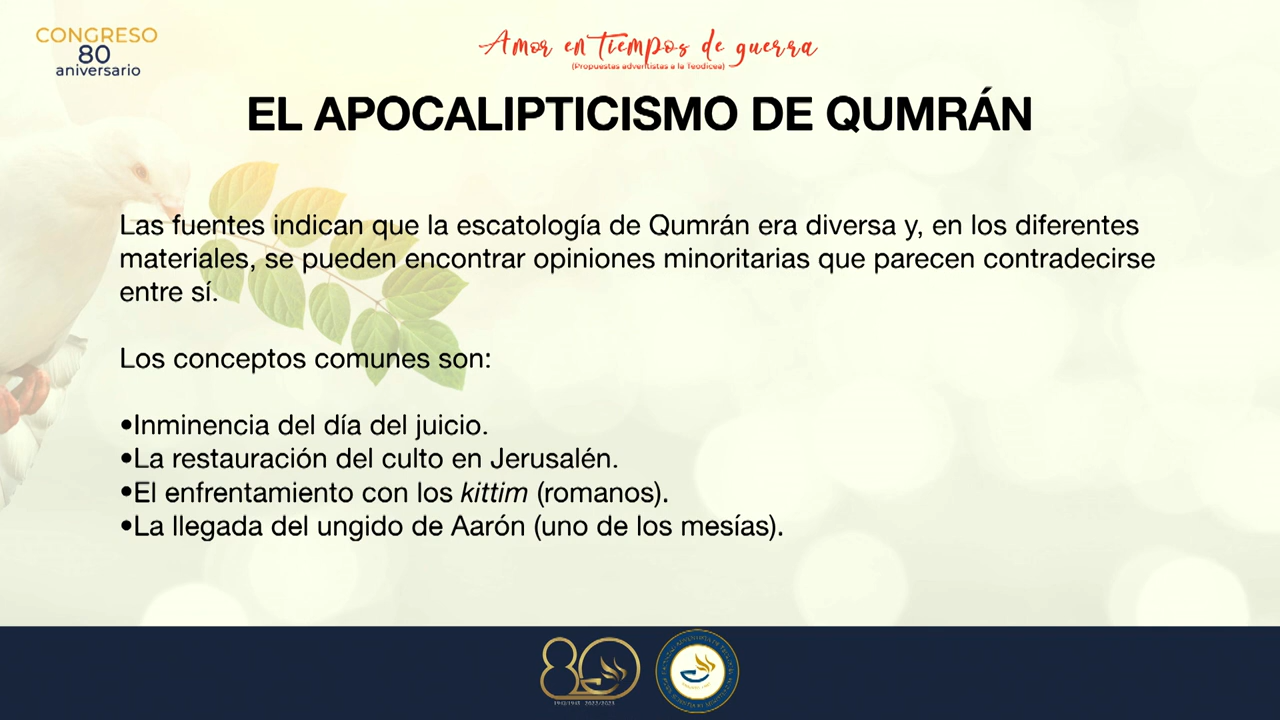 CONGRESO
80
aniversario
Amor en Tiempos de guerra
(Propuestas adventistas a la Teodicea)
EL APOCALIPTICISMO DE QUMRÁN
Las fuentes indican que la escatología de Qumrán era diversa y, en los diferentes
materiales, se pueden encontrar opiniones minoritarias que parecen contradecirse
entre sí.
Los conceptos comunes son:
•Inminencia del día del juicio.
•La restauración del culto en Jerusalén.
•El enfrentamiento con los kittim (romanos).
•La llegada del ungido de Aarón (uno de los mesías).
80